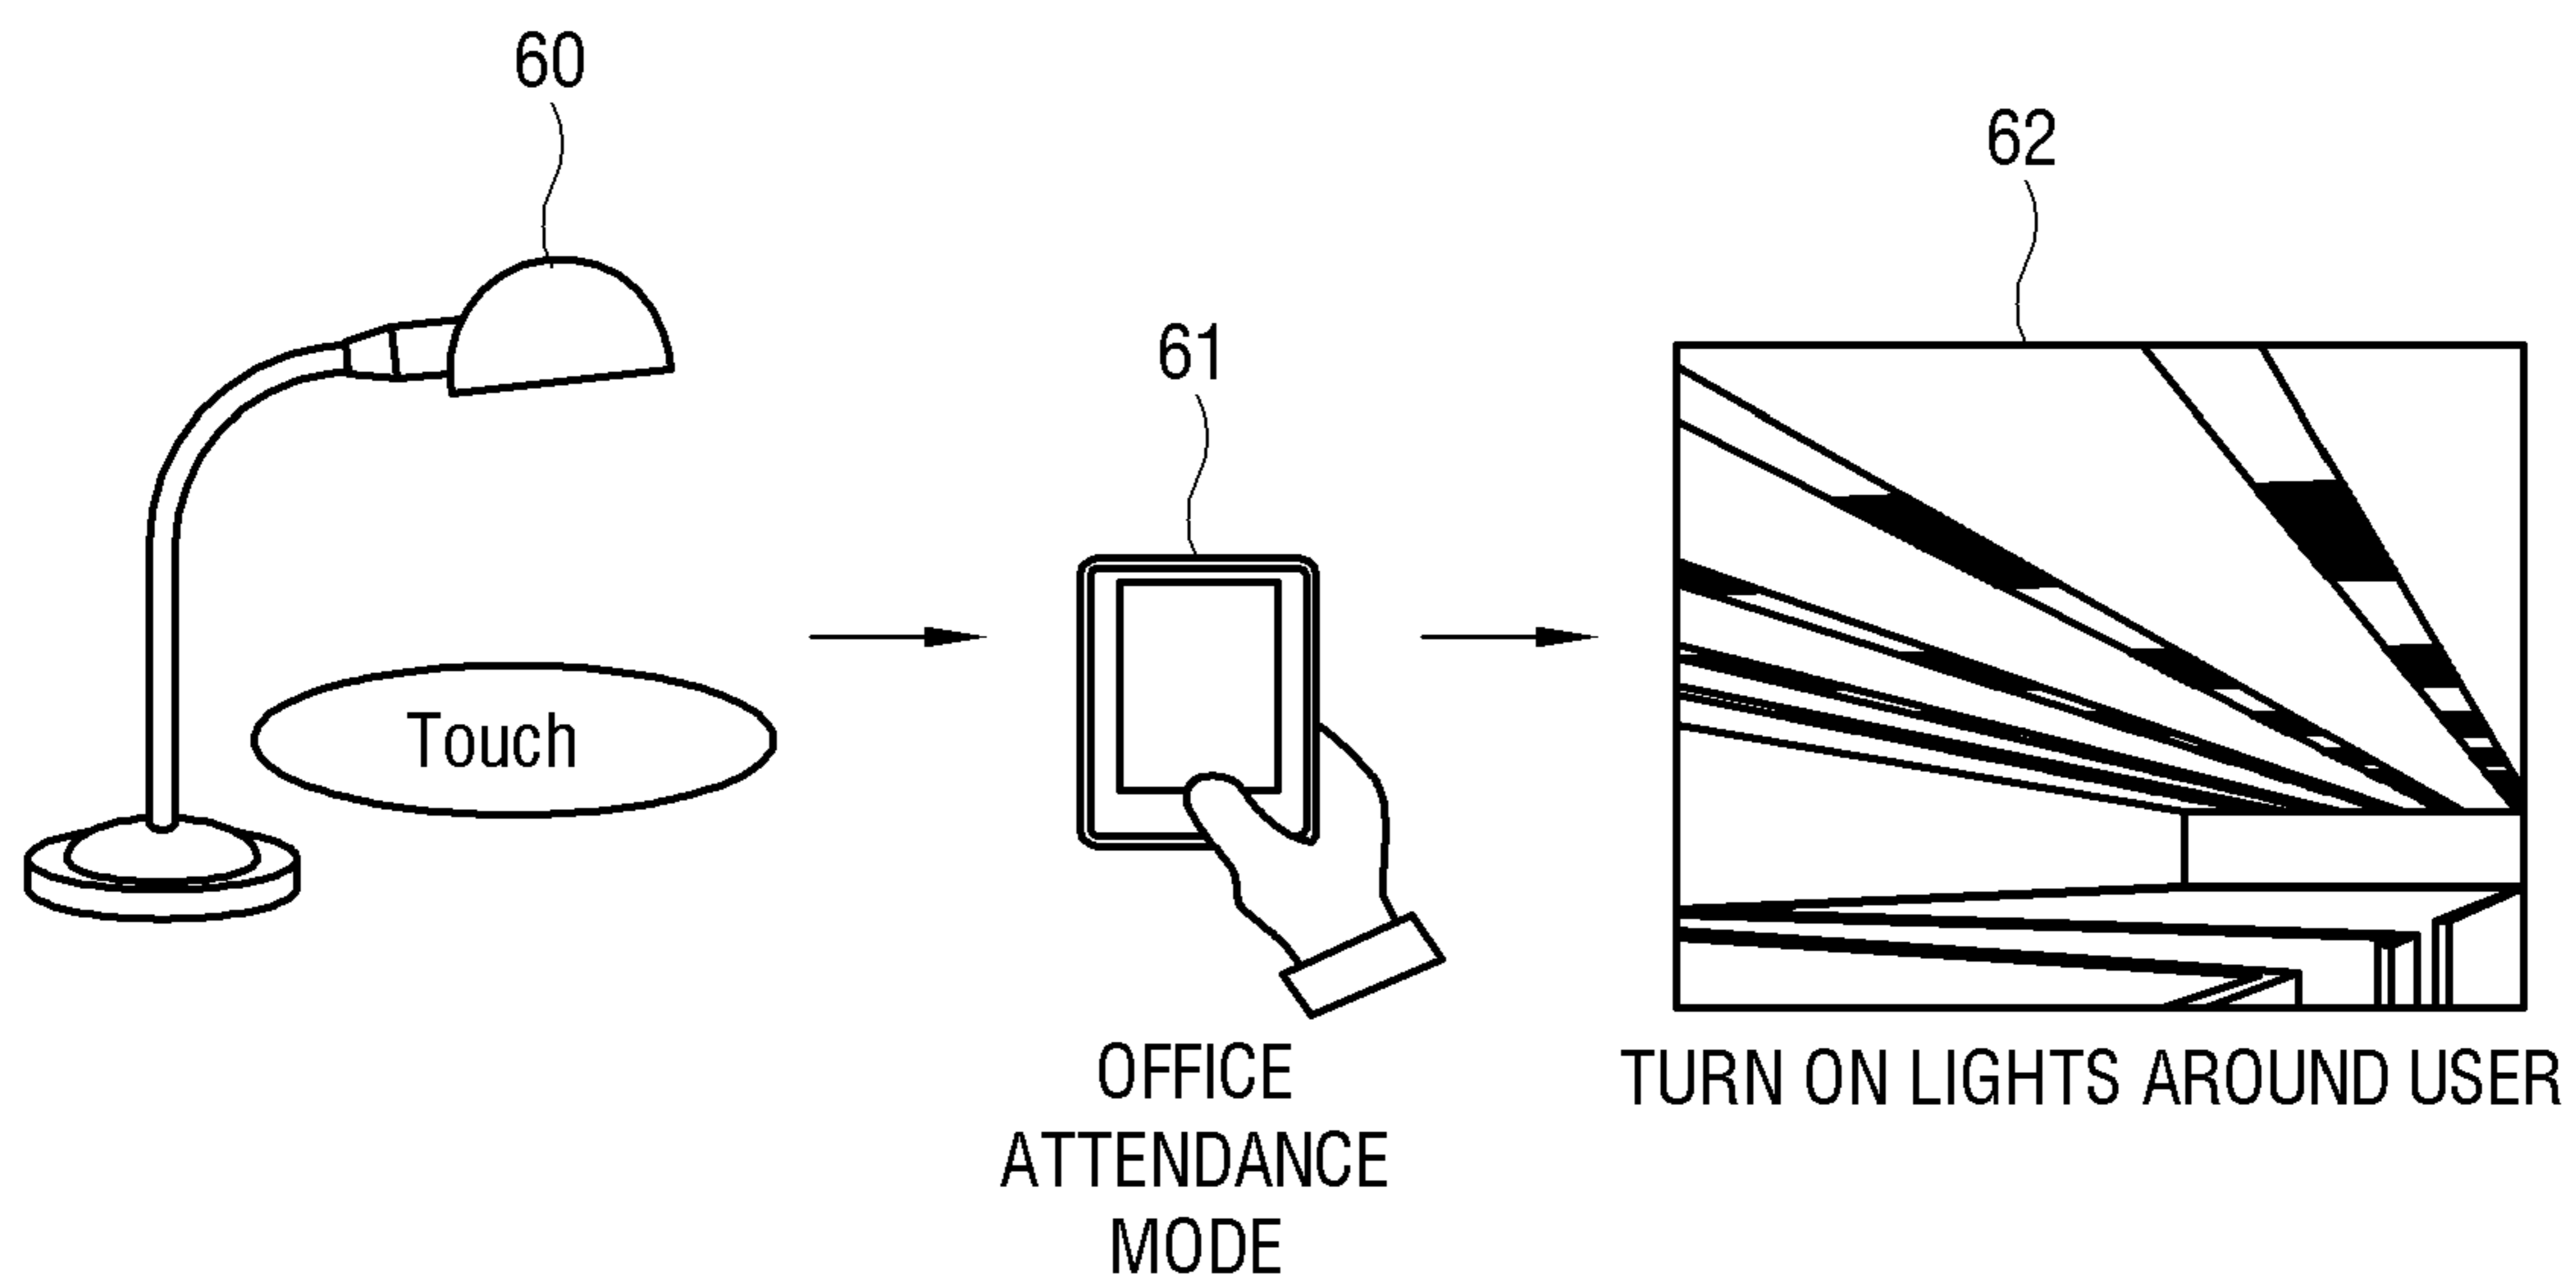 60
62
61
Touch
OFFICE
ATTENDANCE
MODE
TURN ON LIGHTS AROUND USER